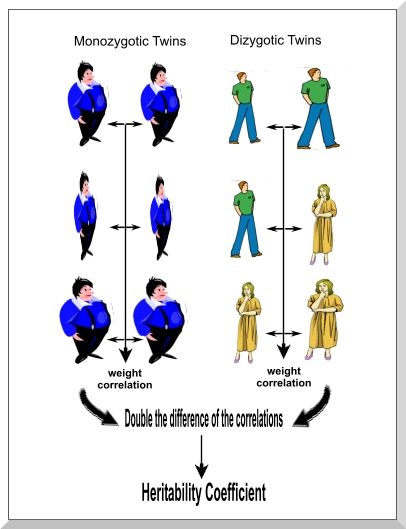 Monozygotic Twins
Dizygotic Twins
weight
correlation
weight
correlation
Double the difference of the correlations
Heritability Coefficient